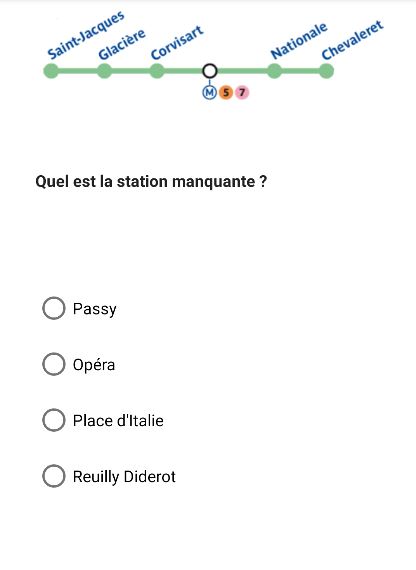 Saint-Jacques
Glacière
Corvisart
Nationale
Chevaleret
M 5 7
Quel est la station manquante ?
Passy
Opéra
Place d'Italie
Reuilly Diderot